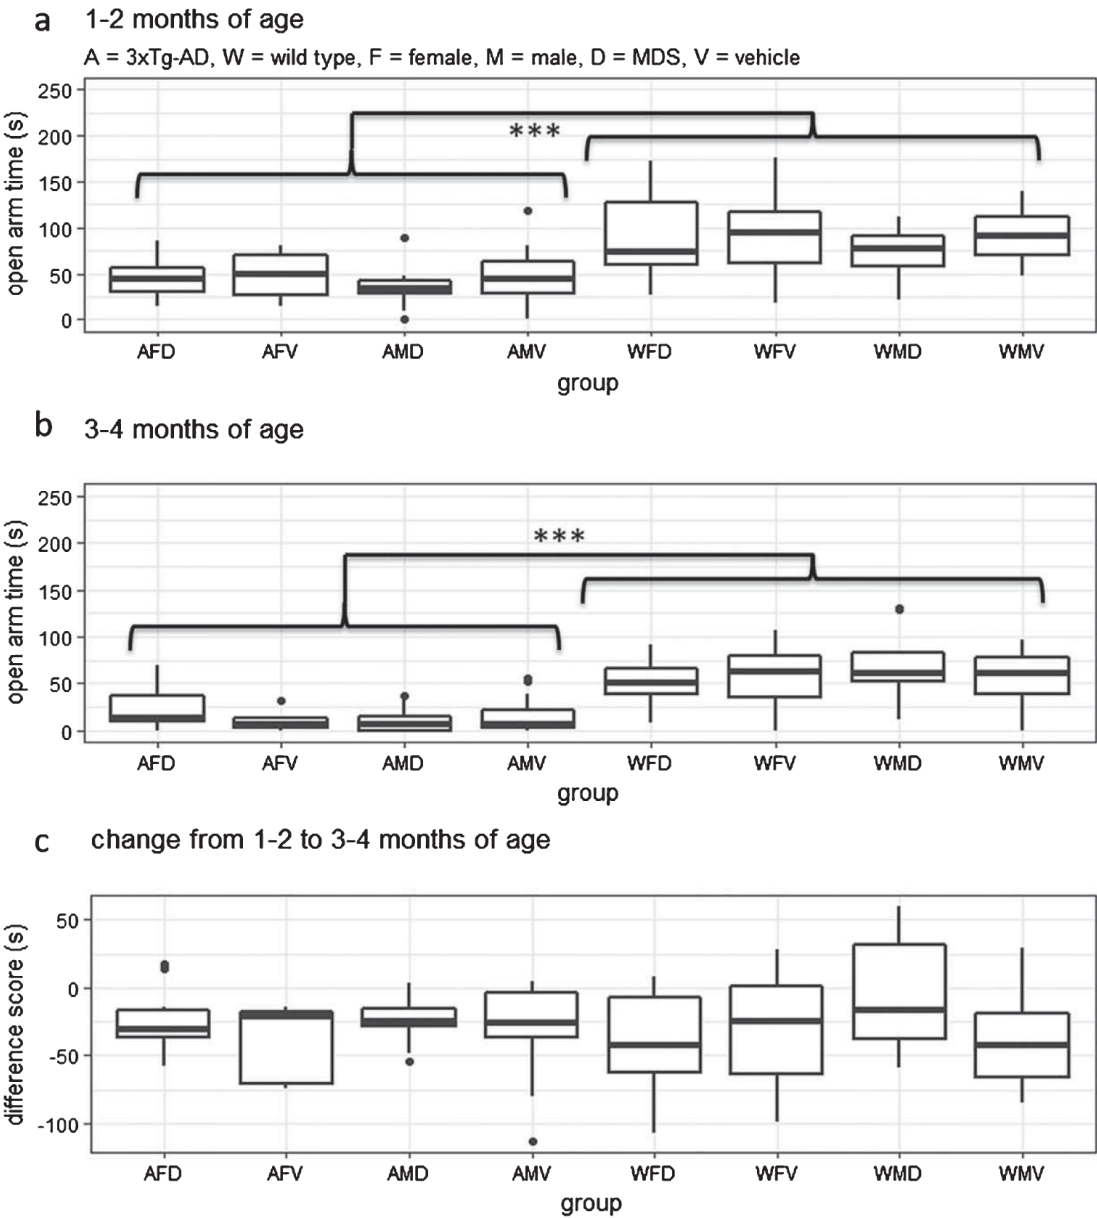 a 1-2 months of age
A = 3xTg-AD, W = wild type, F = female, M = male, D = MDS, V = vehicle
open arm time (s)
250
200
150
100
50
0
***
AFD AFV AMD AMV WFD WFV WMD WMV
group
b 3-4 months of age
open arm time (s)
250
200
150
100
50
0
***
AFD AFV AMD AMV WFD WFV WMD WMV
group
c change from 1-2 to 3-4 months of age
difference score (s)
50
0
-50
-100
AFD AFV AMD AMV WFD WFV WMD WMV
group